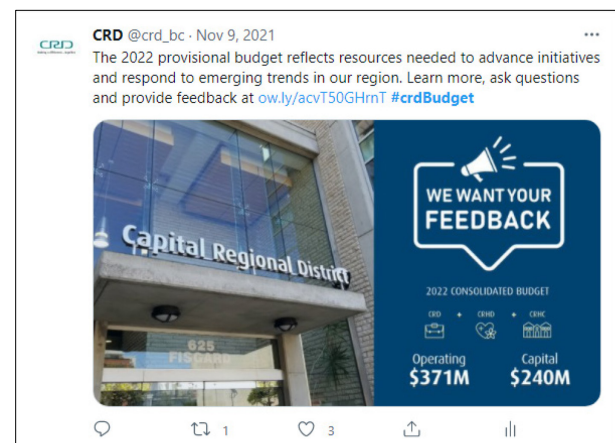 CRD
CRD @crd_bc · Nov 9, 2021
The 2022 provisional budget reflects resources needed to advance initiatives
and respond to emerging trends in our region. Learn more, ask questions
and provide feedback at ow.ly/acvT50GHrnT #crdBudget
Capital Regional District
625
FISGARD
WE WANT YOUR
FEEDBACK
2022 CONSOLIDATED BUDGET
CRD + CRHD + CRHC
Operating Capital
$371M $240M
1 3